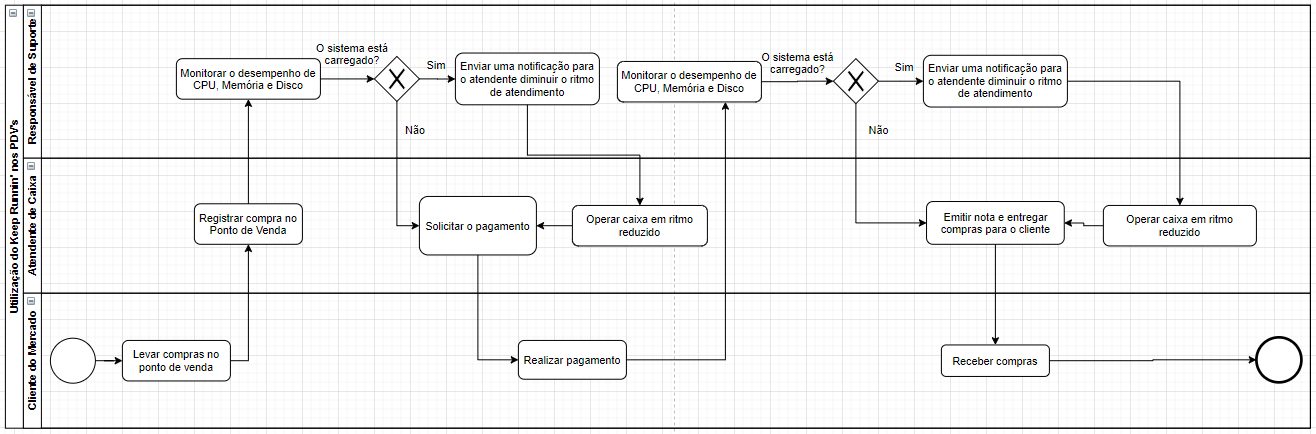 Utilização do Keep Runnin' nos PDV's
Responsável de Suporte
Monitorar o desempenho de
CPU, Memória e Disco
O sistema está
carregado?
Sim
Não
Enviar uma notificação para
o atendente diminuir o ritmo
de atendimento
Monitorar o desempenho de
CPU, Memória e Disco
O sistema está
carregado?
Sim
Não
Enviar uma notificação para
o atendente diminuir o ritmo
de atendimento
Atendente de Caixa
Registrar compra no
Ponto de Venda
Solicitar o pagamento
Operar caixa em ritmo
reduzido
Emitir nota e entregar
compras para o cliente
Operar caixa em ritmo
reduzido
Cliente do Mercado
Levar compras no
ponto de venda
Realizar pagamento
Receber compras